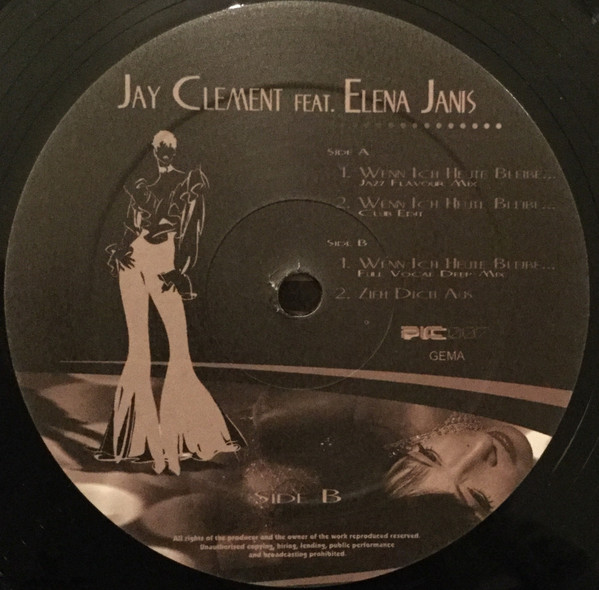 Jay Clement feat. Elena Janis
Side A
1. Wenn Ich Heute Bleibe...
Jazz Flavour Mix
2. Wenn Ich Heute Bleibe...
Club Edit
Side B
1. Wenn Ich Heute Bleibe...
Full Vocal Deep Mix
2. Zieh Dich Aus
GEMA
Side B
All rights of the producer and the owner of the work reproduced reserved.
Unauthorized copying, hiring, lending, public performance
and broadcasting prohibited.